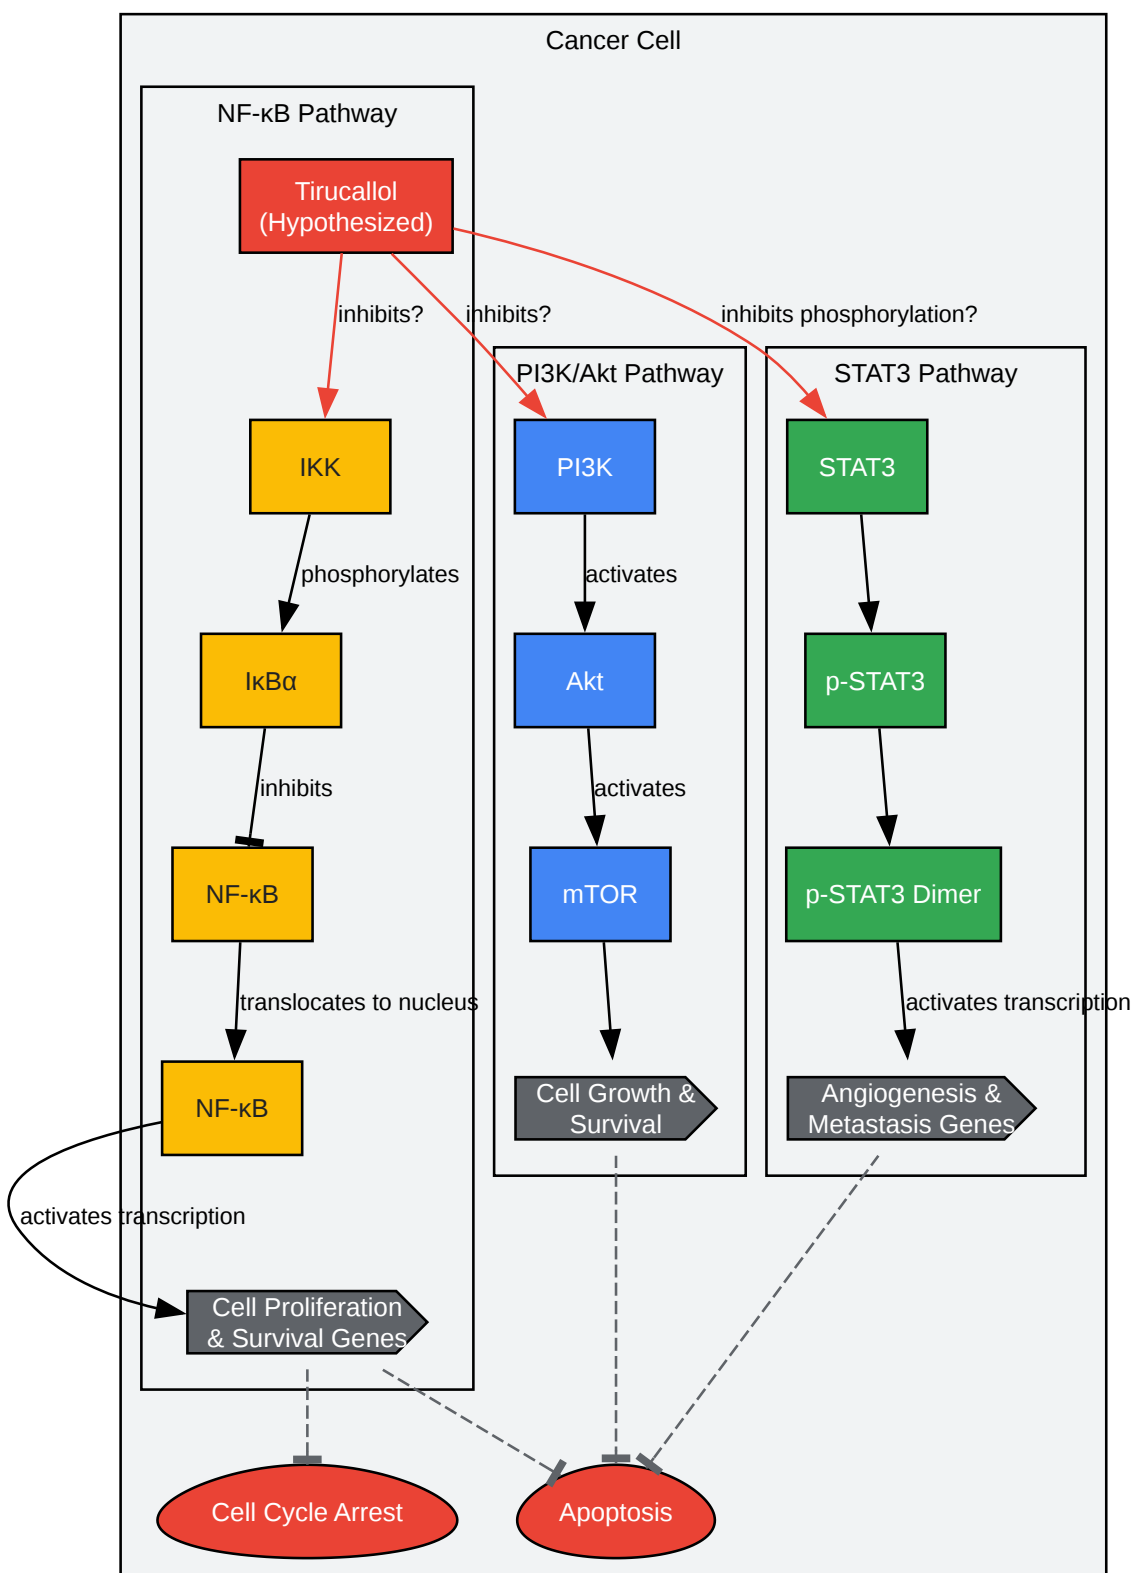 Cancer Cell
NF-κB Pathway
Tirucallol
(Hypothesized)
inhibits?
inhibits?
inhibits phosphorylation?
PI3K/Akt Pathway
STAT3 Pathway
IKK
PI3K
STAT3
phosphorylates
activates
IκBα
Akt
p-STAT3
inhibits
activates
NF-κB
mTOR
p-STAT3 Dimer
translocates to nucleus
activates transcription
NF-κB
Cell Growth &
Survival
Angiogenesis &
Metastasis Genes
activates transcription
Cell Proliferation
& Survival Genes
Cell Cycle Arrest
Apoptosis